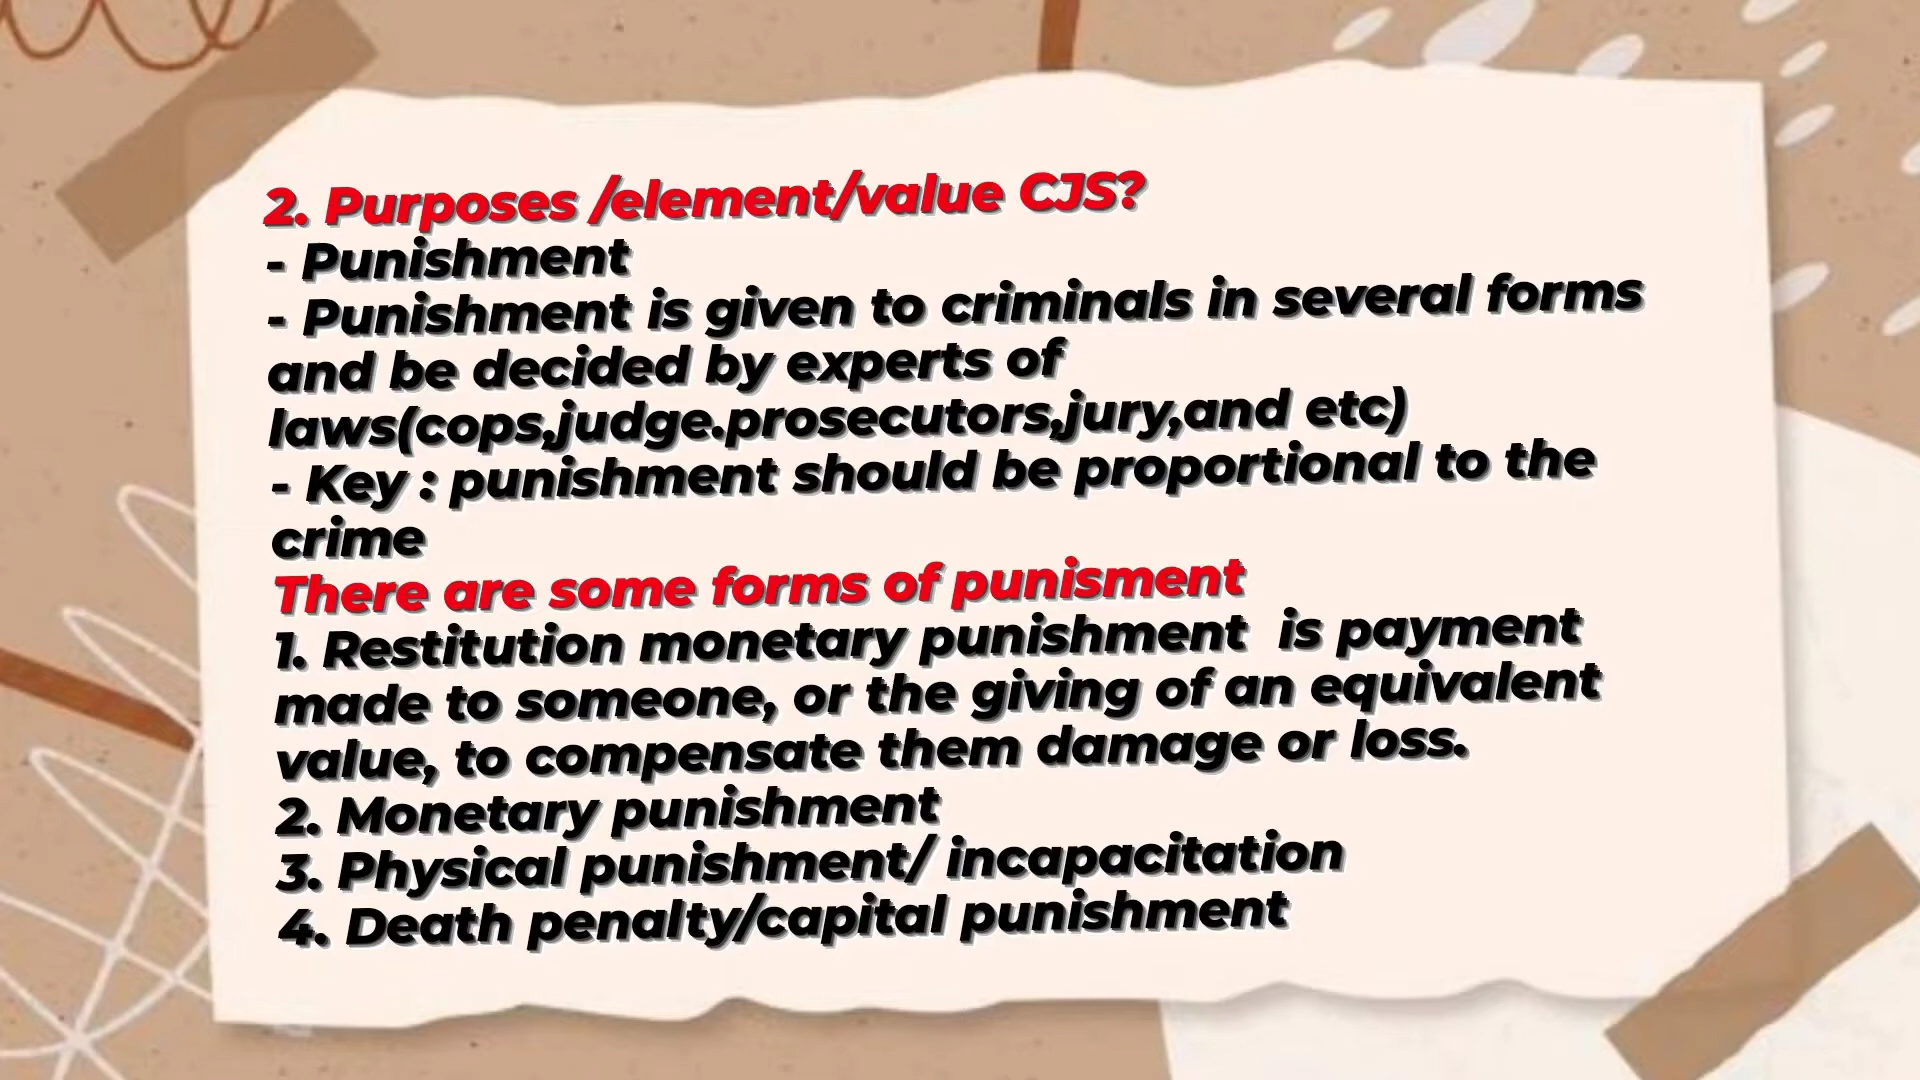 2. Purposes /element/value CJS?
- Punishment
- Punishment is given to criminals in several forms
and be decided by experts of
laws(cops,judge.prosecutors,jury,and etc)
- Key : punishment should be proportional to the
crime
There are some forms of punisment
1. Restitution monetary punishment  is payment
made to someone, or the giving of an equivalent
value, to compensate them damage or loss.
2. Monetary punishment
3. Physical punishment/ incapacitation
4. Death penalty/capital punishment